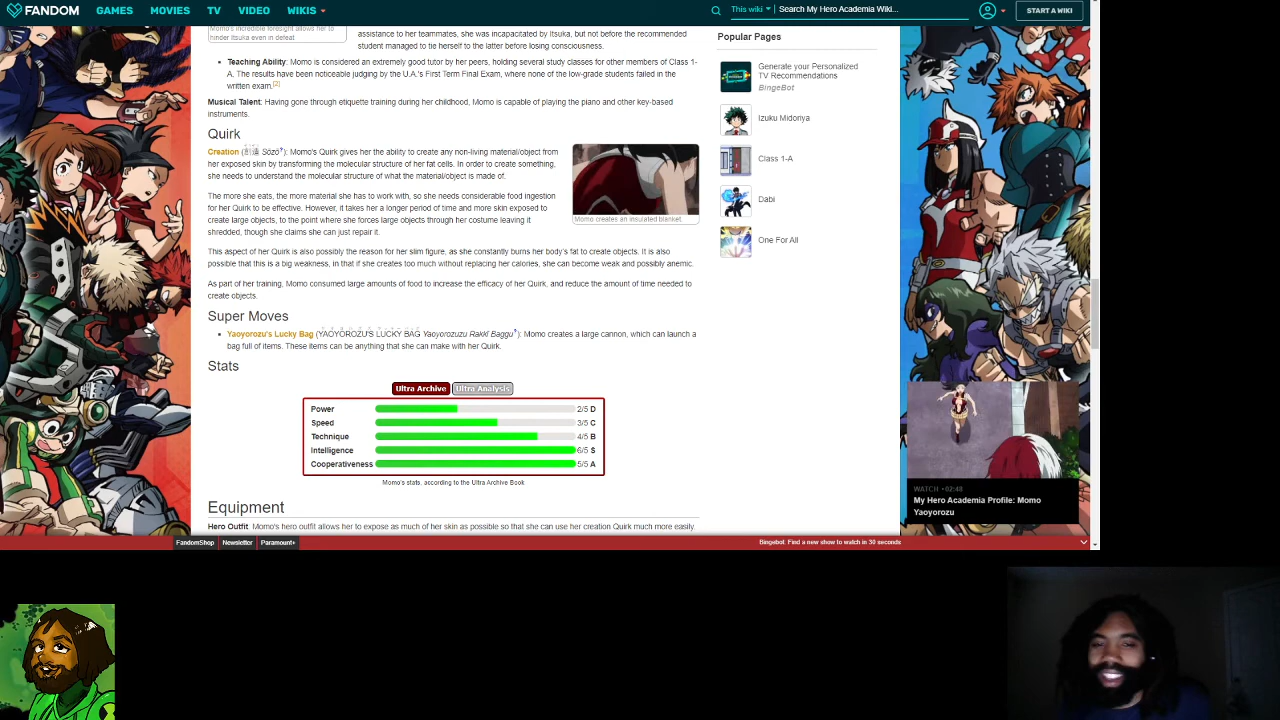 FANDOM
GAMES
MOVIES
TV
VIDEO
WIKIS
This wiki
Search My Hero Academia Wiki...
START A WIKI
Momo's incredible foresight allows her to
hinder Itsuka even in defeat
assistance to her teammates, she was incapacitated by Itsuka, but not before the recommended
student managed to tie herself to the latter before losing consciousness.
Teaching Ability: Momo is considered an extremely good tutor by her peers, holding several study classes for other members of Class 1-
A. The results have been noticeable judging by the U.A.'s First Term Final Exam, where none of the low-grade students failed in the
written exam.[2]
Musical Talent: Having gone through etiquette training during her childhood, Momo is capable of playing the piano and other key-based
instruments.
Quirk
Creation (創造 Sōzō?): Momo's Quirk gives her the ability to create any non-living material/object from
her exposed skin by transforming the molecular structure of her fat cells. In order to create something,
she needs to understand the molecular structure of what the material/object is made of.
Momo creates an insulated blanket.
The more she eats, the more material she has to work with, so she needs considerable food ingestion
for her Quirk to be effective. However, it takes her a longer period of time and more skin exposed to
create large objects, to the point where she forces large objects through her costume leaving it
shredded, though she claims she can just repair it.
This aspect of her Quirk is also possibly the reason for her slim figure, as she constantly burns her body's fat to create objects. It is also
possible that this is a big weakness, in that if she creates too much without replacing her calories, she can become weak and possibly anemic.
As part of her training, Momo consumed large amounts of food to increase the efficacy of her Quirk, and reduce the amount of time needed to
create objects.
Super Moves
Yaoyorozu's Lucky Bag (YAOYOROZU'S LUCKY BAG Yaoyorozuzu Rakkī Baggu?): Momo creates a large cannon, which can launch a
bag full of items. These items can be anything that she can make with her Quirk.
Stats
Ultra Archive
Ultra Analysis
Power 2/5 D
Speed 3/5 C
Technique 4/5 B
Intelligence 6/5 S
Cooperativeness 5/5 A
Momo's stats, according to the Ultra Archive Book
Equipment
Hero Outfit: Momo's hero outfit allows her to expose as much of her skin as possible so that she can use her creation Quirk much more easily.
Popular Pages
Generate your Personalized
TV Recommendations
BingeBot
Izuku Midoriya
Class 1-A
Dabi
One For All
WATCH • 02:48
My Hero Academia Profile: Momo
Yaoyorozu
FandomShop
Newsletter
Paramount+
Bingebot: Find a new show to watch in 30 seconds